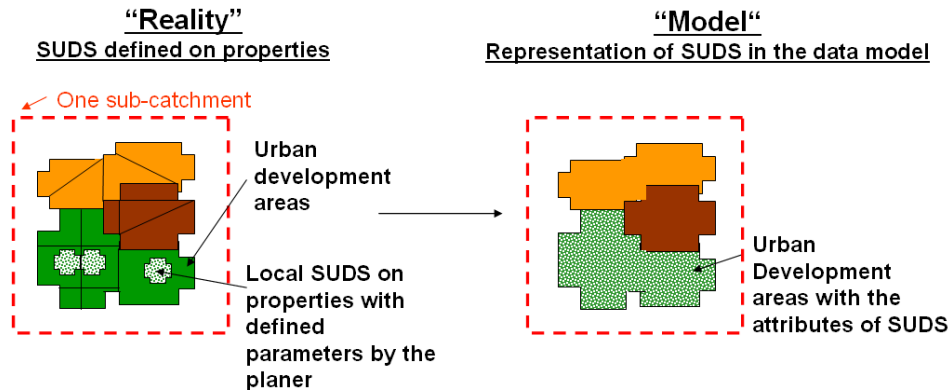 “Reality”
SUDS defined on properties
One sub-catchment
Urban
development
areas
Local SUDS on
properties with
defined
parameters by the
planer
“Model“
Representation of SUDS in the data model
Urban
Development
areas with the
attributes of SUDS